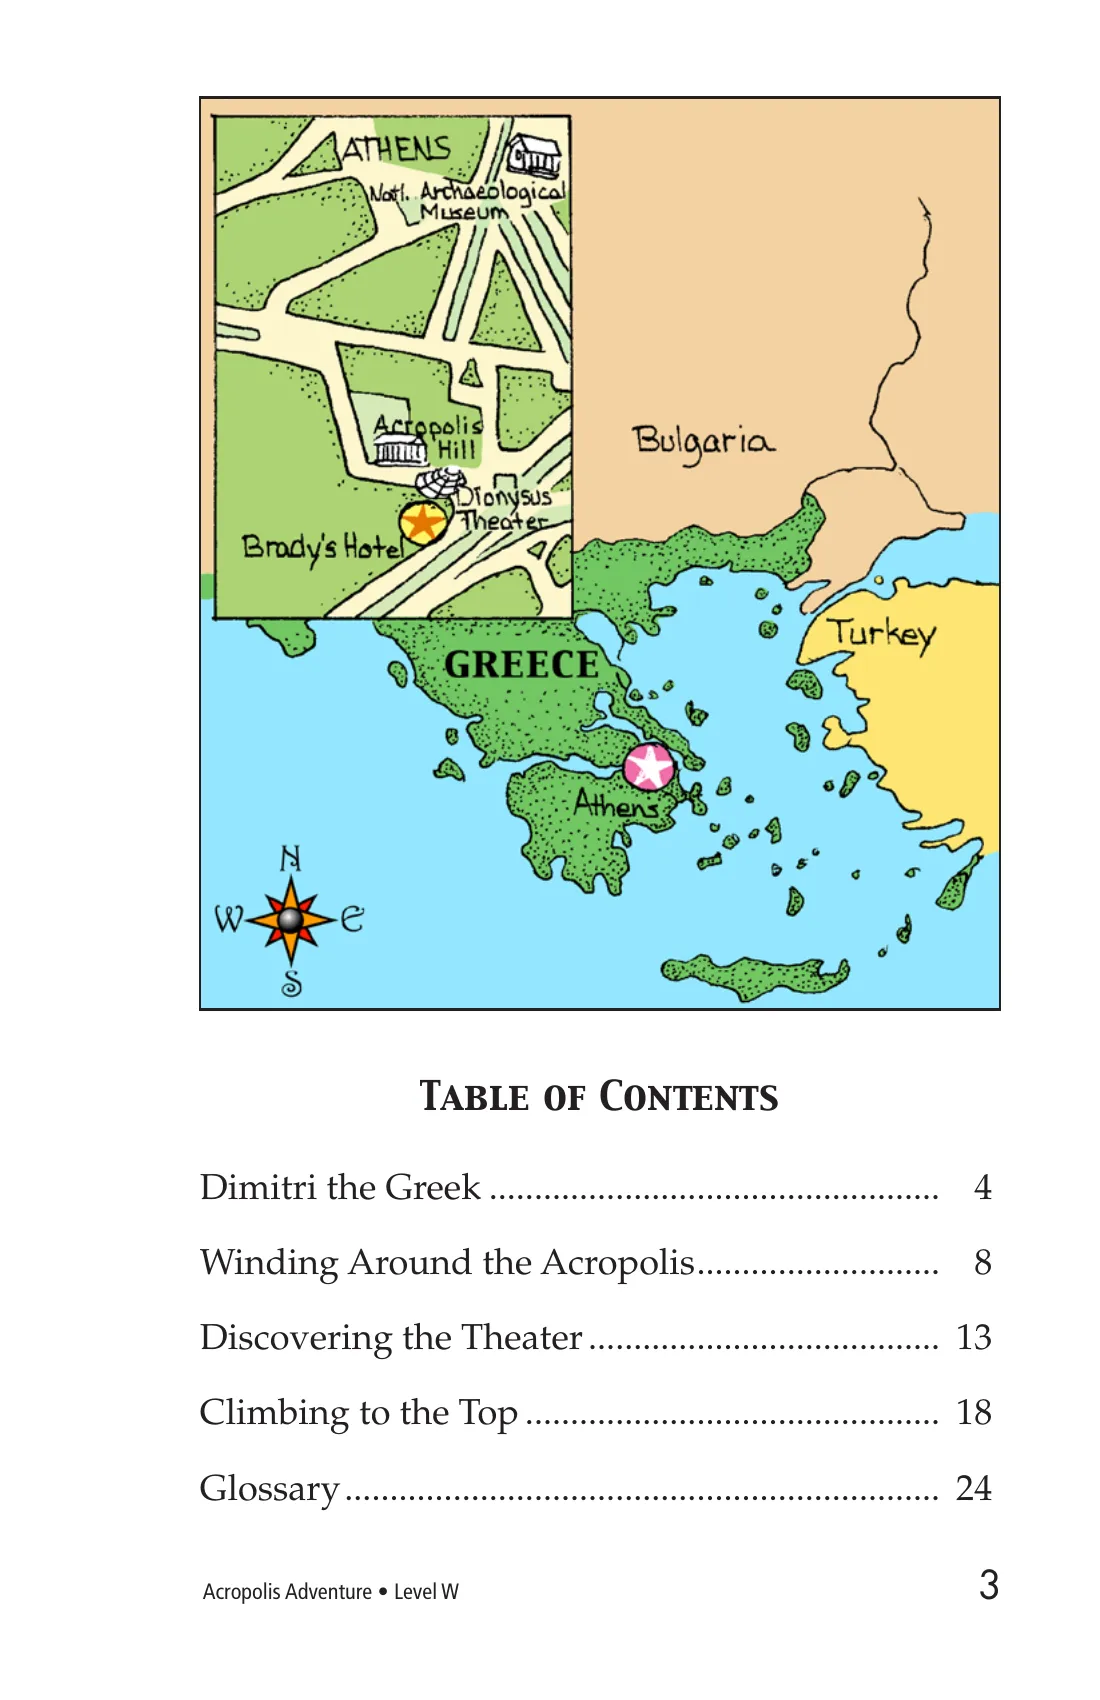 ATHENS
Natl. Archaeological
Museum
Acropolis
Hill
Dionysus
Theater
Brady's Hotel
Bulgaria
Turkey
GREECE
Athens
N
W E
S
Table of Contents
Dimitri the Greek .................................................. 4
Winding Around the Acropolis........................... 8
Discovering the Theater....................................... 13
Climbing to the Top .............................................. 18
Glossary.................................................................. 24
Acropolis Adventure • Level W 3